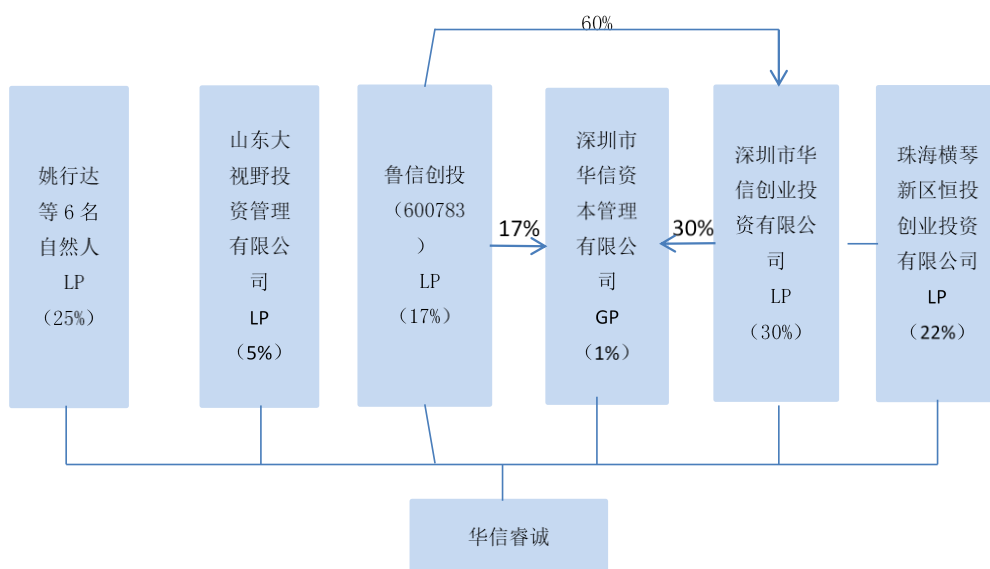 60%
姚行达
等 6 名
自然人
LP
（25%）
山东大
视野投
资管理
有限公
司
LP
（5%）
鲁信创投
（600783
）
LP
（17%）
17%
深圳市
华信资
本管理
有限公
司
GP
（1%）
30%
深圳市华
信创业投
资有限公
司
LP
（30%）
珠海横琴
新区恒投
创业投资
有限公司
LP
（22%）
华信睿诚